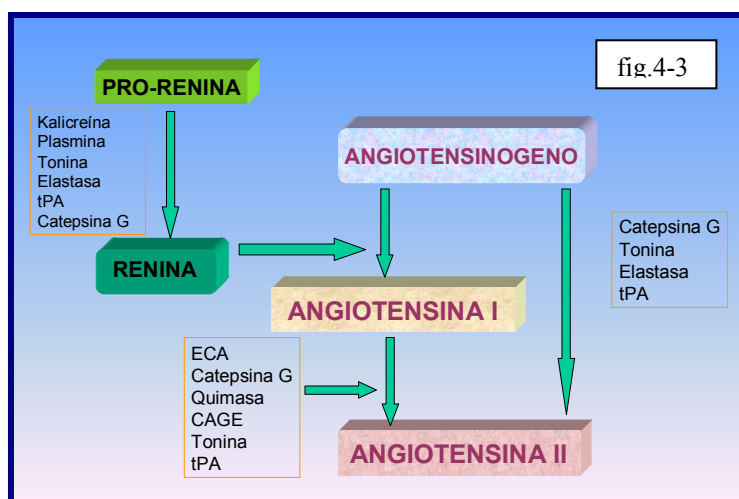 fig.4-3
PRO-RENINA
Kalicreína
Plasmina
Tonina
Elastasa
tPA
Catepsina G
ANGIOTENSINOGENO
RENINA
Catepsina G
Tonina
Elastasa
tPA
ANGIOTENSINA I
ECA
Catepsina G
Quimasa
CAGE
Tonina
tPA
ANGIOTENSINA II